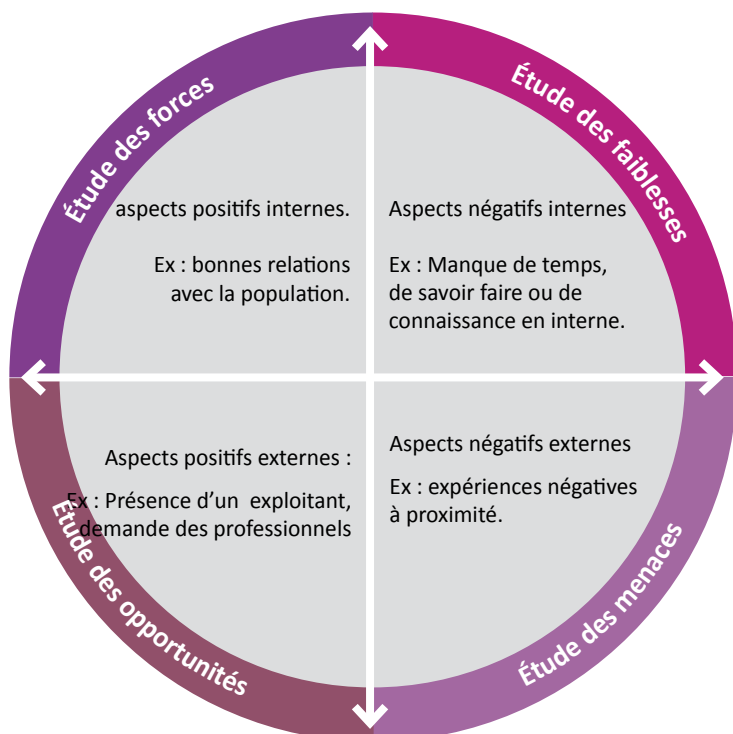 Étude des forces
aspects positifs internes.
Ex : bonnes relations
avec la population.
Étude des faiblesses
Aspects négatifs internes
Ex : Manque de temps,
de savoir faire ou de
connaissance en interne.
Étude des opportunités
Aspects positifs externes :
Ex : Présence d’un exploitant,
demande des professionnels
Étude des menaces
Aspects négatifs externes
Ex : expériences négatives
à proximité.